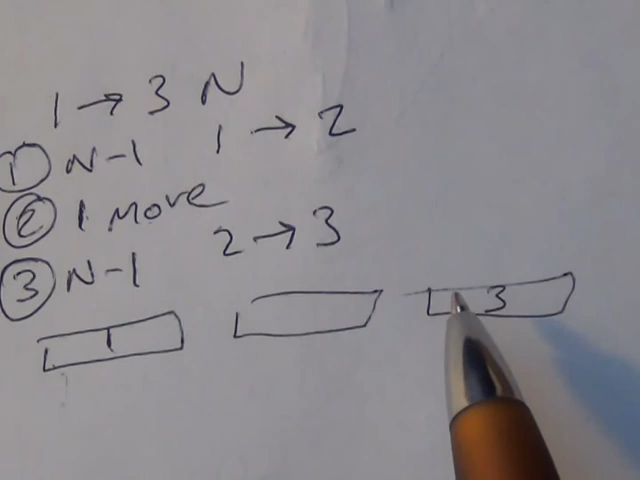 1 → 3 N
① N-1 1 → 2
② 1 move
③ N-1 2 → 3
1 3